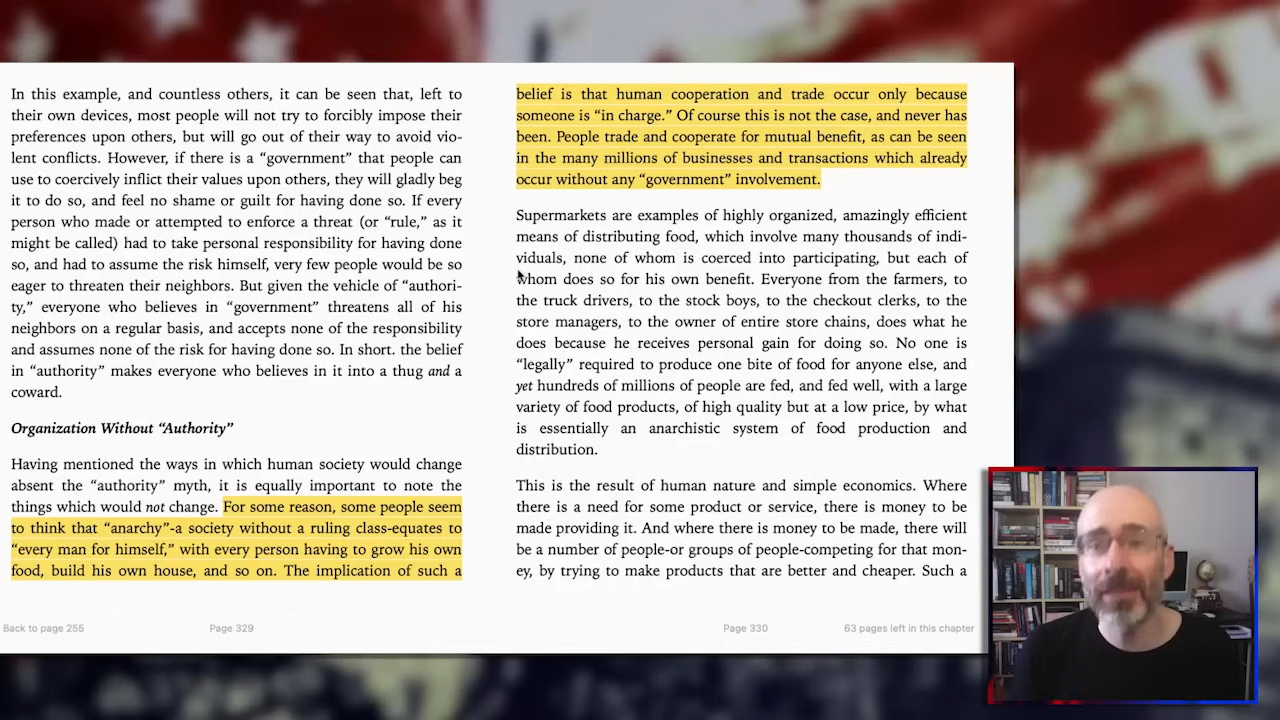 In this example, and countless others, it can be seen that, left to
their own devices, most people will not try to forcibly impose their
preferences upon others, but will go out of their way to avoid vio-
lent conflicts. However, if there is a “government” that people can
use to coercively inflict their values upon others, they will gladly beg
it to do so, and feel no shame or guilt for having done so. If every
person who made or attempted to enforce a threat (or “rule,” as it
might be called) had to take personal responsibility for having done
so, and had to assume the risk himself, very few people would be so
eager to threaten their neighbors. But given the vehicle of “authori-
ty,” everyone who believes in “government” threatens all of his
neighbors on a regular basis, and accepts none of the responsibility
and assumes none of the risk for having done so. In short. the belief
in “authority” makes everyone who believes in it into a thug and a
coward.
Organization Without “Authority”
Having mentioned the ways in which human society would change
absent the “authority” myth, it is equally important to note the
things which would not change. For some reason, some people seem
to think that “anarchy”-a society without a ruling class-equates to
“every man for himself,” with every person having to grow his own
food, build his own house, and so on. The implication of such a
Back to page 255
Page 329
belief is that human cooperation and trade occur only because
someone is “in charge.” Of course this is not the case, and never has
been. People trade and cooperate for mutual benefit, as can be seen
in the many millions of businesses and transactions which already
occur without any “government” involvement.
Supermarkets are examples of highly organized, amazingly efficient
means of distributing food, which involve many thousands of indi-
viduals, none of whom is coerced into participating, but each of
whom does so for his own benefit. Everyone from the farmers, to
the truck drivers, to the stock boys, to the checkout clerks, to the
store managers, to the owner of entire store chains, does what he
does because he receives personal gain for doing so. No one is
“legally” required to produce one bite of food for anyone else, and
yet hundreds of millions of people are fed, and fed well, with a large
variety of food products, of high quality but at a low price, by what
is essentially an anarchistic system of food production and
distribution.
This is the result of human nature and simple economics. Where
there is a need for some product or service, there is money to be
made providing it. And where there is money to be made, there will
be a number of people-or groups of people-competing for that mon-
ey, by trying to make products that are better and cheaper. Such a
Page 330
63 pages left in this chapter